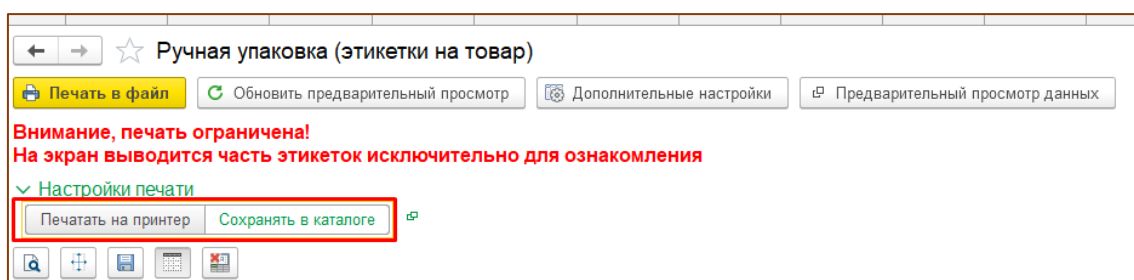 Ручная упаковка (этикетки на товар)
Печать в файл Обновить предварительный просмотр Дополнительные настройки Предварительный просмотр данных
Внимание, печать ограничена!
На экран выводится часть этикеток исключительно для ознакомления
Настройки печати
Печатать на принтер Сохранять в каталоге